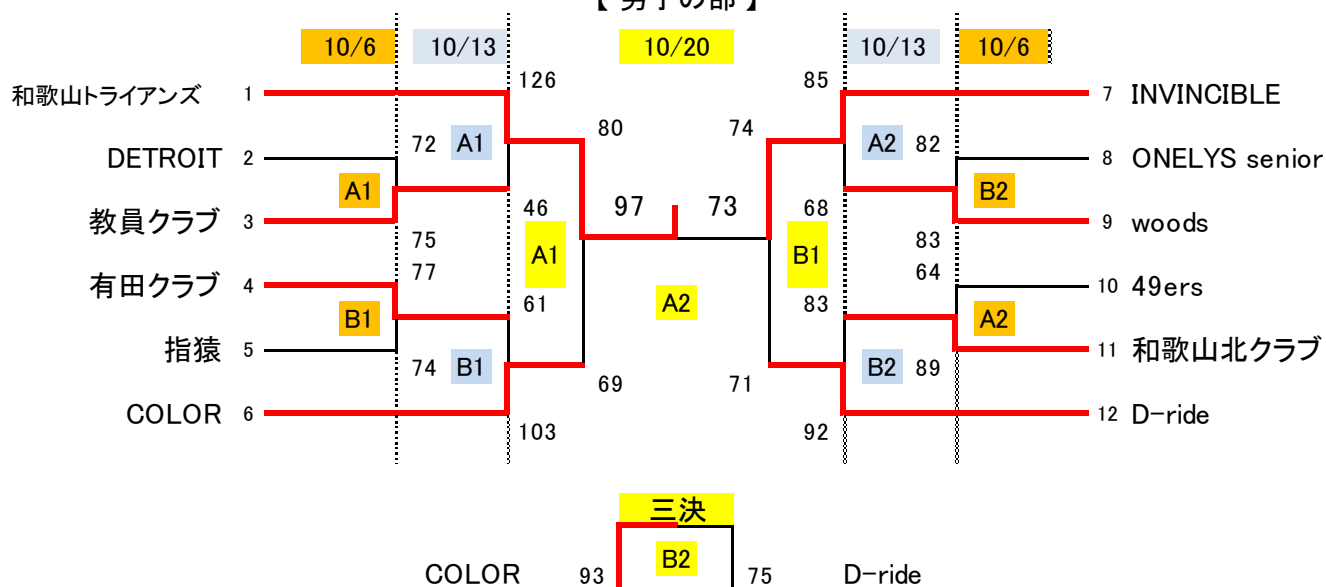 【 男子の部 】
10/6 10/13 10/20 10/13 10/6
126 85
和歌山トライアンズ 1 7 INVINCIBLE
80 74
72 A1 A2 82
DETROIT 2 8 ONELYS senior
A1 B2
46 97 73 68
教員クラブ 3 9 woods
75 83
A1 B1
77 64
有田クラブ 4 10 49ers
61 A2 83
B1 A2
指猿 5 11 和歌山北クラブ
74 B1 B2 89
69 71
COLOR 6 12 D-ride
103 92
三決
B2
COLOR 93 75 D-ride